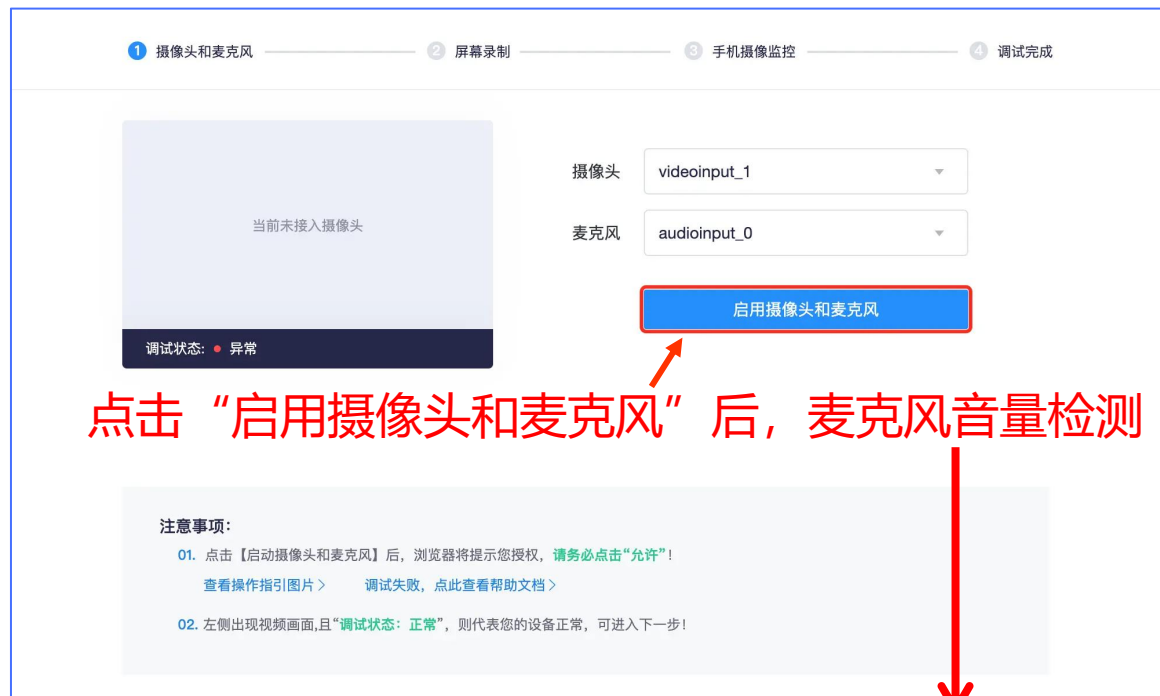 1 摄像头和麦克风 2 屏幕录制 3 手机摄像监控 4 调试完成
当前未接入摄像头
摄像头 videoinput_1
麦克风 audioinput_0
启用摄像头和麦克风
调试状态: 异常
点击“启用摄像头和麦克风”后，麦克风音量检测
注意事项：
01. 点击【启动摄像头和麦克风】后，浏览器将提示您授权，请务必点击“允许”！
查看操作指引图片> 调试失败，点此查看帮助文档>
02. 左侧出现视频画面,且“调试状态：正常”，则代表您的设备正常，可进入下一步！